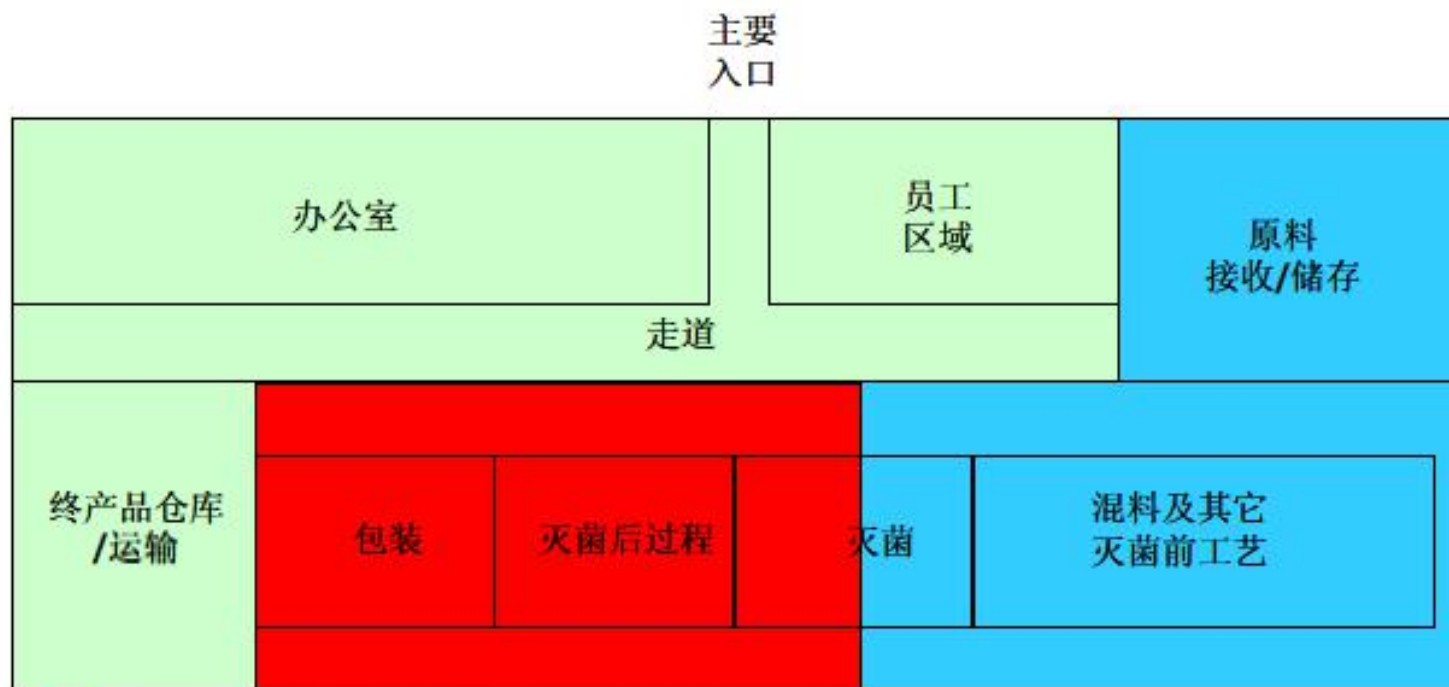 主要
入口
办公室
员工
区域
原料
接收/储存
走道
终产品仓库
/运输
包装
灭菌后过程
灭菌
混料及其它
灭菌前工艺